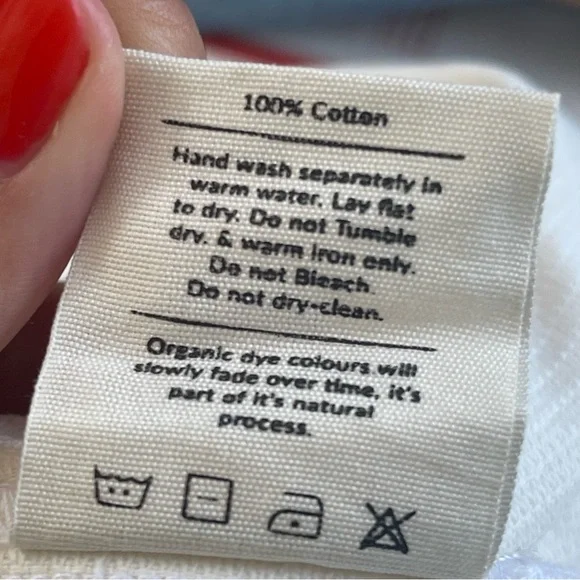 100% Cotton
Hand wash separately in
warm water. Lay flat
to dry. Do not Tumble
dry. & warm iron only.
Do not Bleach
Do not dry-clean.
Organic dye colours will
slowly fade over time, it's
part of it's natural
process.